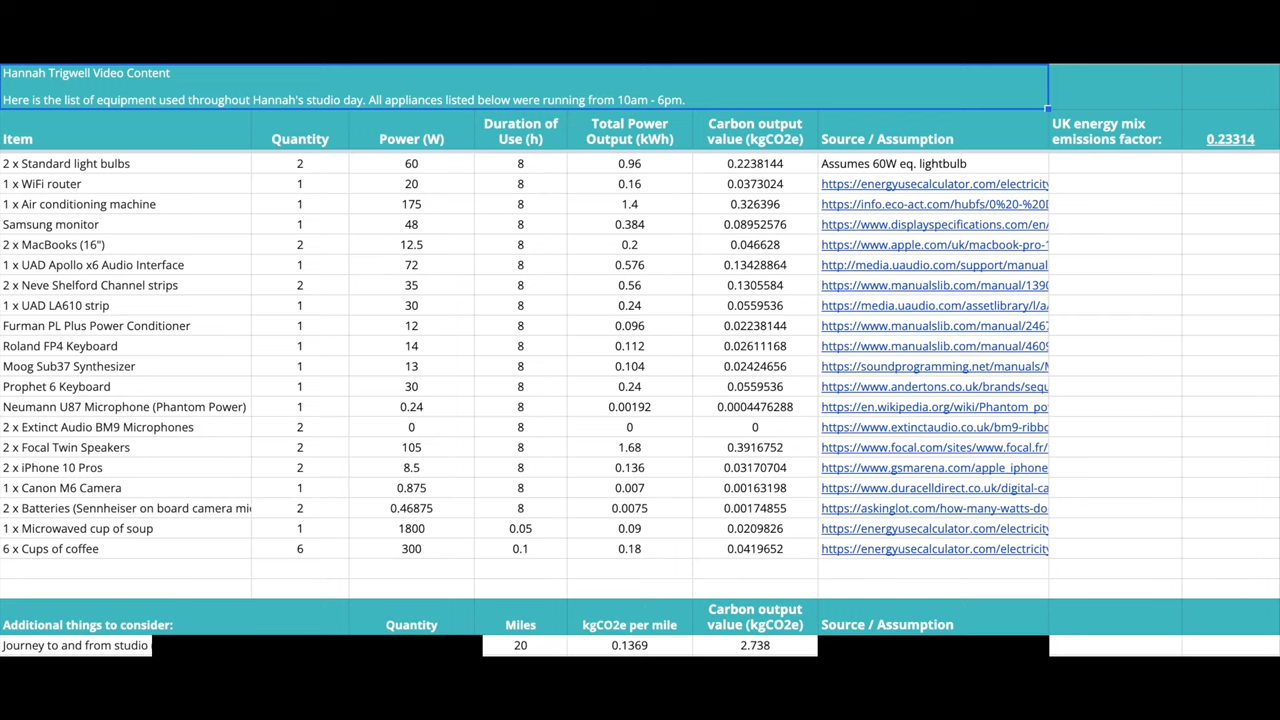 Hannah Trigwell Video Content
Here is the list of equipment used throughout Hannah's studio day. All appliances listed below were running from 10am - 6pm.
Item Quantity Power (W) Duration of Use (h) Total Power Output (kWh) Carbon output value (kgCO2e) Source / Assumption UK energy mix emissions factor: 0.23314
2 x Standard light bulbs 2 60 8 0.96 0.2238144 Assumes 60W eq. lightbulb
1 x WiFi router 1 20 8 0.16 0.0373024 https://energyusecalculator.com/electricity
1 x Air conditioning machine 1 175 8 1.4 0.326396 https://info.eco-act.com/hubfs/0%20-%20
Samsung monitor 1 48 8 0.384 0.08952576 https://www.displayspecifications.com/en/
2 x MacBooks (16") 2 12.5 8 0.2 0.046628 https://www.apple.com/uk/macbook-pro-
1 x UAD Apollo x6 Audio Interface 1 72 8 0.576 0.13428864 http://media.uaudio.com/support/manual
2 x Neve Shelford Channel strips 2 35 8 0.56 0.1305584 https://www.manualslib.com/manual/1390
1 x UAD LA610 strip 1 30 8 0.24 0.0559536 https://media.uaudio.com/assetlibrary/l/a
Furman PL Plus Power Conditioner 1 12 8 0.096 0.02238144 https://www.manualslib.com/manual/2467
Roland FP4 Keyboard 1 14 8 0.112 0.02611168 https://www.manualslib.com/manual/4609
Moog Sub37 Synthesizer 1 13 8 0.104 0.02424656 https://soundprogramming.net/manuals/
Prophet 6 Keyboard 1 30 8 0.24 0.0559536 https://www.andertons.co.uk/brands/sequ
Neumann U87 Microphone (Phantom Power) 1 0.24 8 0.00192 0.0004476288 https://en.wikipedia.org/wiki/Phantom_po
2 x Extinct Audio BM9 Microphones 2 0 8 0 0 https://www.extinctaudio.co.uk/bm9-ribbo
2 x Focal Twin Speakers 2 105 8 1.68 0.3916752 https://www.focal.com/sites/www.focal.fr/
2 x iPhone 10 Pros 2 8.5 8 0.136 0.03170704 https://www.gsmarena.com/apple_iphone
1 x Canon M6 Camera 1 0.875 8 0.007 0.00163198 https://www.duracelldirect.co.uk/digital-ca
2 x Batteries (Sennheiser on board camera mi 2 0.46875 8 0.0075 0.00174855 https://askinglot.com/how-many-watts-do
1 x Microwaved cup of soup 1 1800 0.05 0.09 0.0209826 https://energyusecalculator.com/electricity
6 x Cups of coffee 6 300 0.1 0.18 0.0419652 https://energyusecalculator.com/electricity
Additional things to consider: Quantity Miles kgCO2e per mile Carbon output value (kgCO2e) Source / Assumption
Journey to and from studio 20 0.1369 2.738